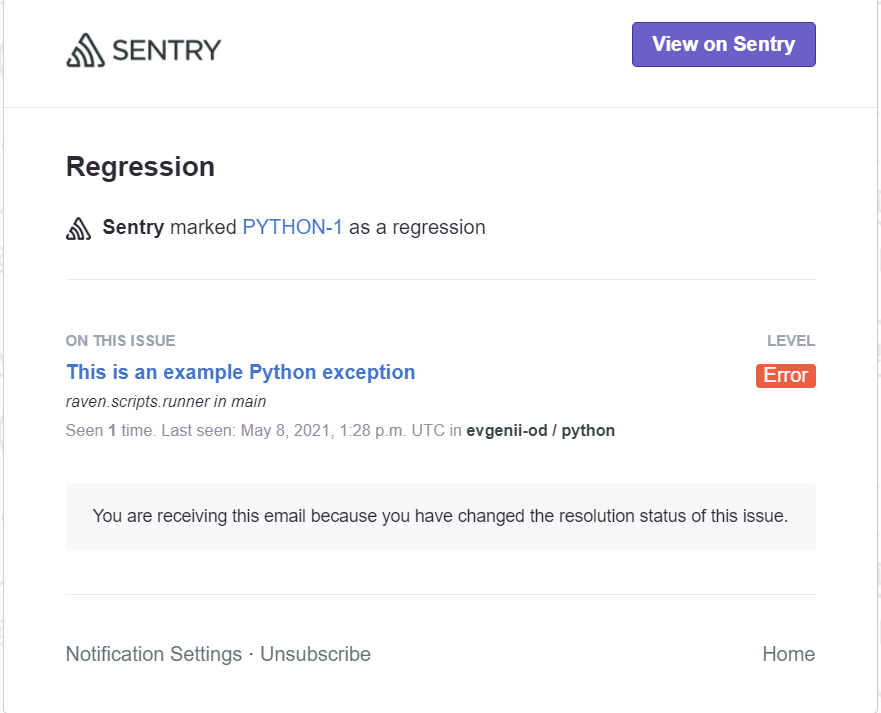 SENTRY
View on Sentry
Regression
Sentry marked PYTHON-1 as a regression
ON THIS ISSUE
LEVEL
This is an example Python exception
Error
raven.scripts.runner in main
Seen 1 time. Last seen: May 8, 2021, 1:28 p.m. UTC in evgenii-od / python
You are receiving this email because you have changed the resolution status of this issue.
Notification Settings · Unsubscribe
Home